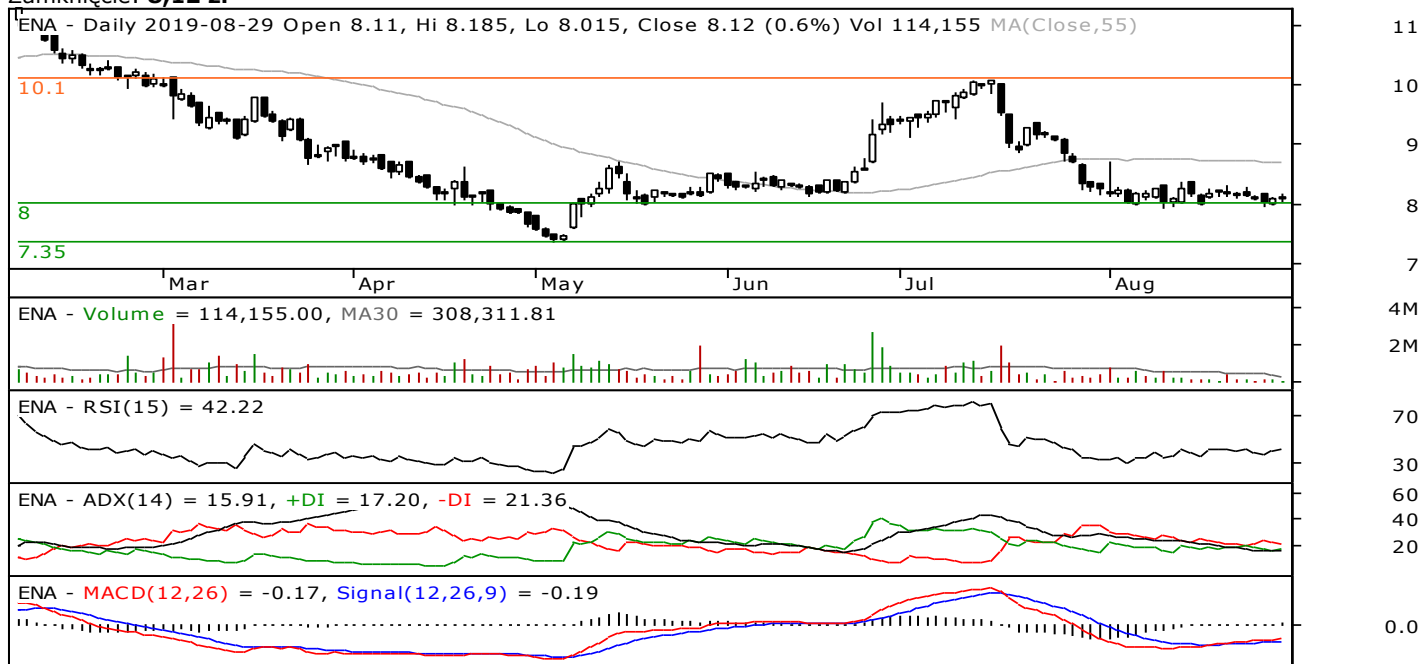 Zamknięcie: 8,12 zł
ENA - Daily 2019-08-29 Open 8.11, Hi 8.185, Lo 8.015, Close 8.12 (0.6%) Vol 114,155 MA(Close,55)
11
10.1
10
9
8
8
7.35
7
Mar Apr May Jun Jul Aug
ENA - Volume = 114,155.00, MA30 = 308,311.81
4M
2M
ENA - RSI(15) = 42.22
70
30
ENA - ADX(14) = 15.91, +DI = 17.20, -DI = 21.36
60
40
20
ENA - MACD(12,26) = -0.17, Signal(12,26,9) = -0.19
0.0